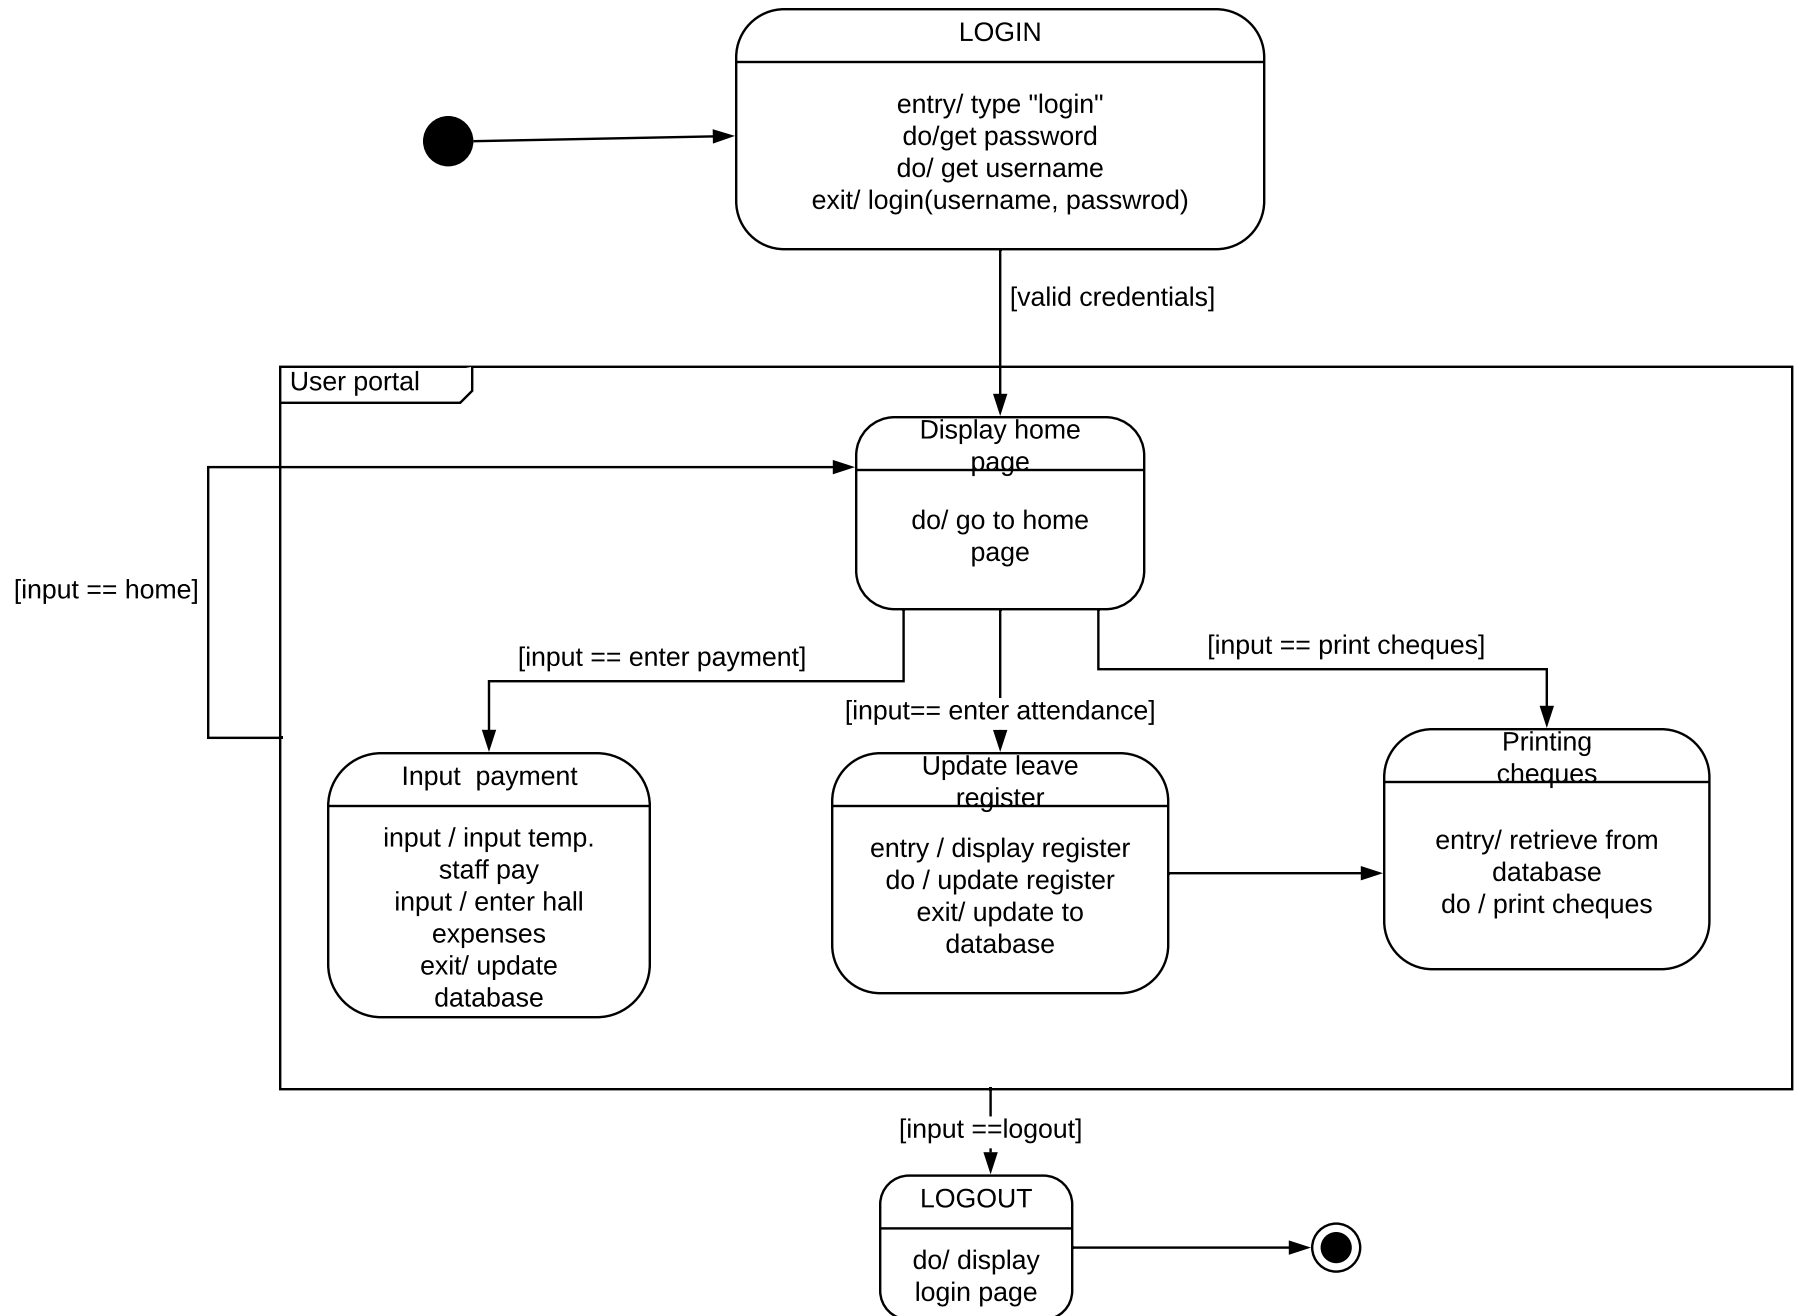 LOGIN
entry/ type "login"
do/get password
do/ get username
exit/ login(username, passwrod)
[valid credentials]
User portal
Display home
page
do/ go to home
page
[input == home]
[input == enter payment]
[input== enter attendance]
[input == print cheques]
Input  payment
input / input temp.
staff pay
input / enter hall
expenses
exit/ update
database
Update leave
register
entry / display register
do / update register
exit/ update to
database
Printing
cheques
entry/ retrieve from
database
do / print cheques
[input ==logout]
LOGOUT
do/ display
login page